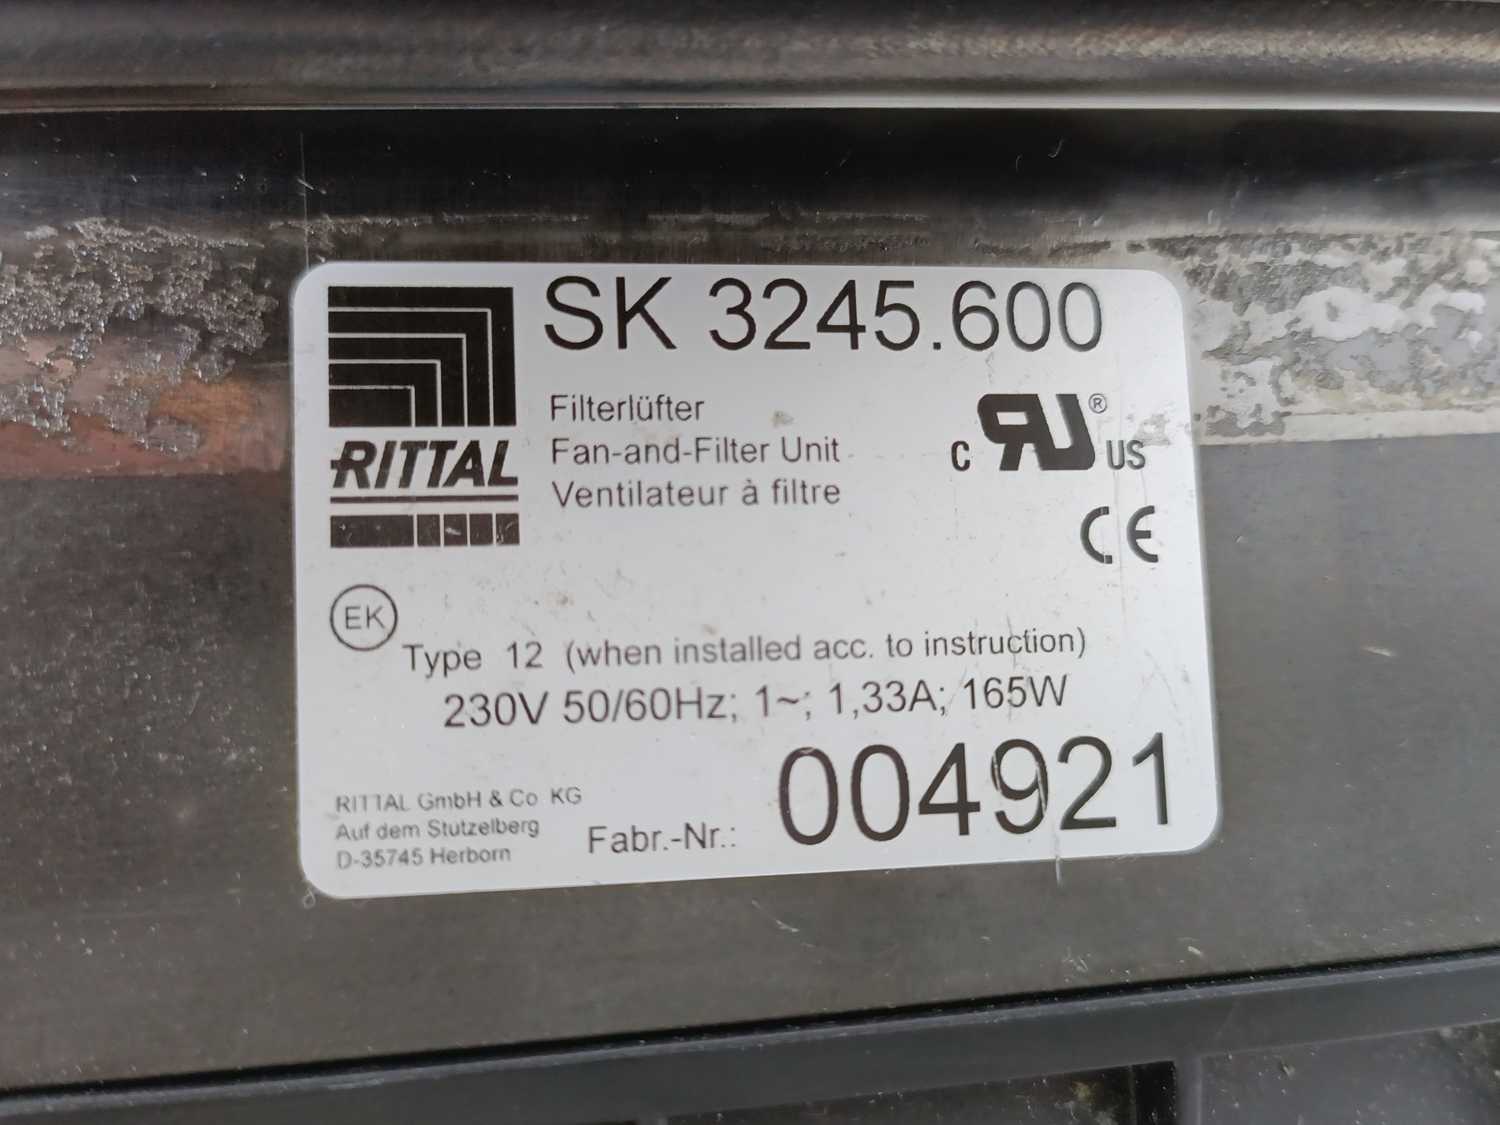 SK 3245.600
RITTAL
Filterlüfter
Fan-and-Filter Unit
Ventilateur à filtre
C RU® US
CE
EK
Type 12 (when installed acc. to instruction)
230V 50/60Hz; 1~; 1,33A; 165W
RITTAL GmbH & Co KG
Auf dem Stützelberg
D-35745 Herborn
Fabr.-Nr.: 004921